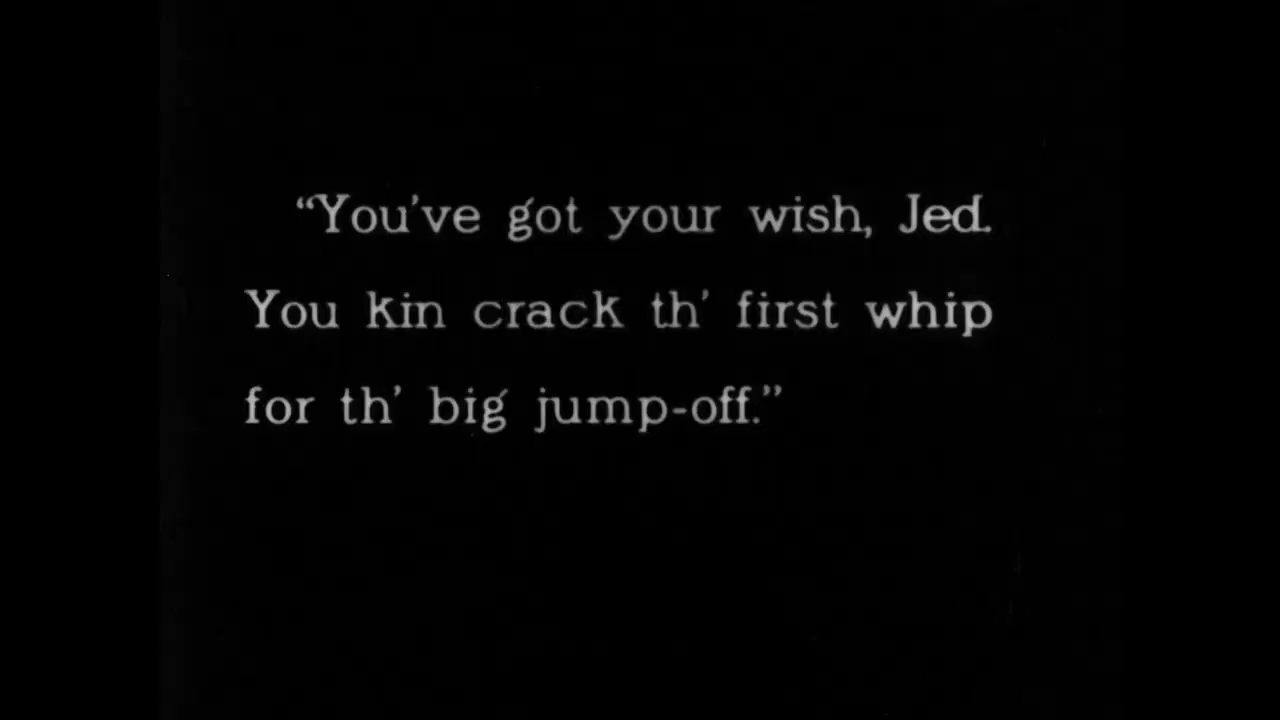 “You've got your wish, Jed.
You kin crack th' first whip
for th' big jump-off.”